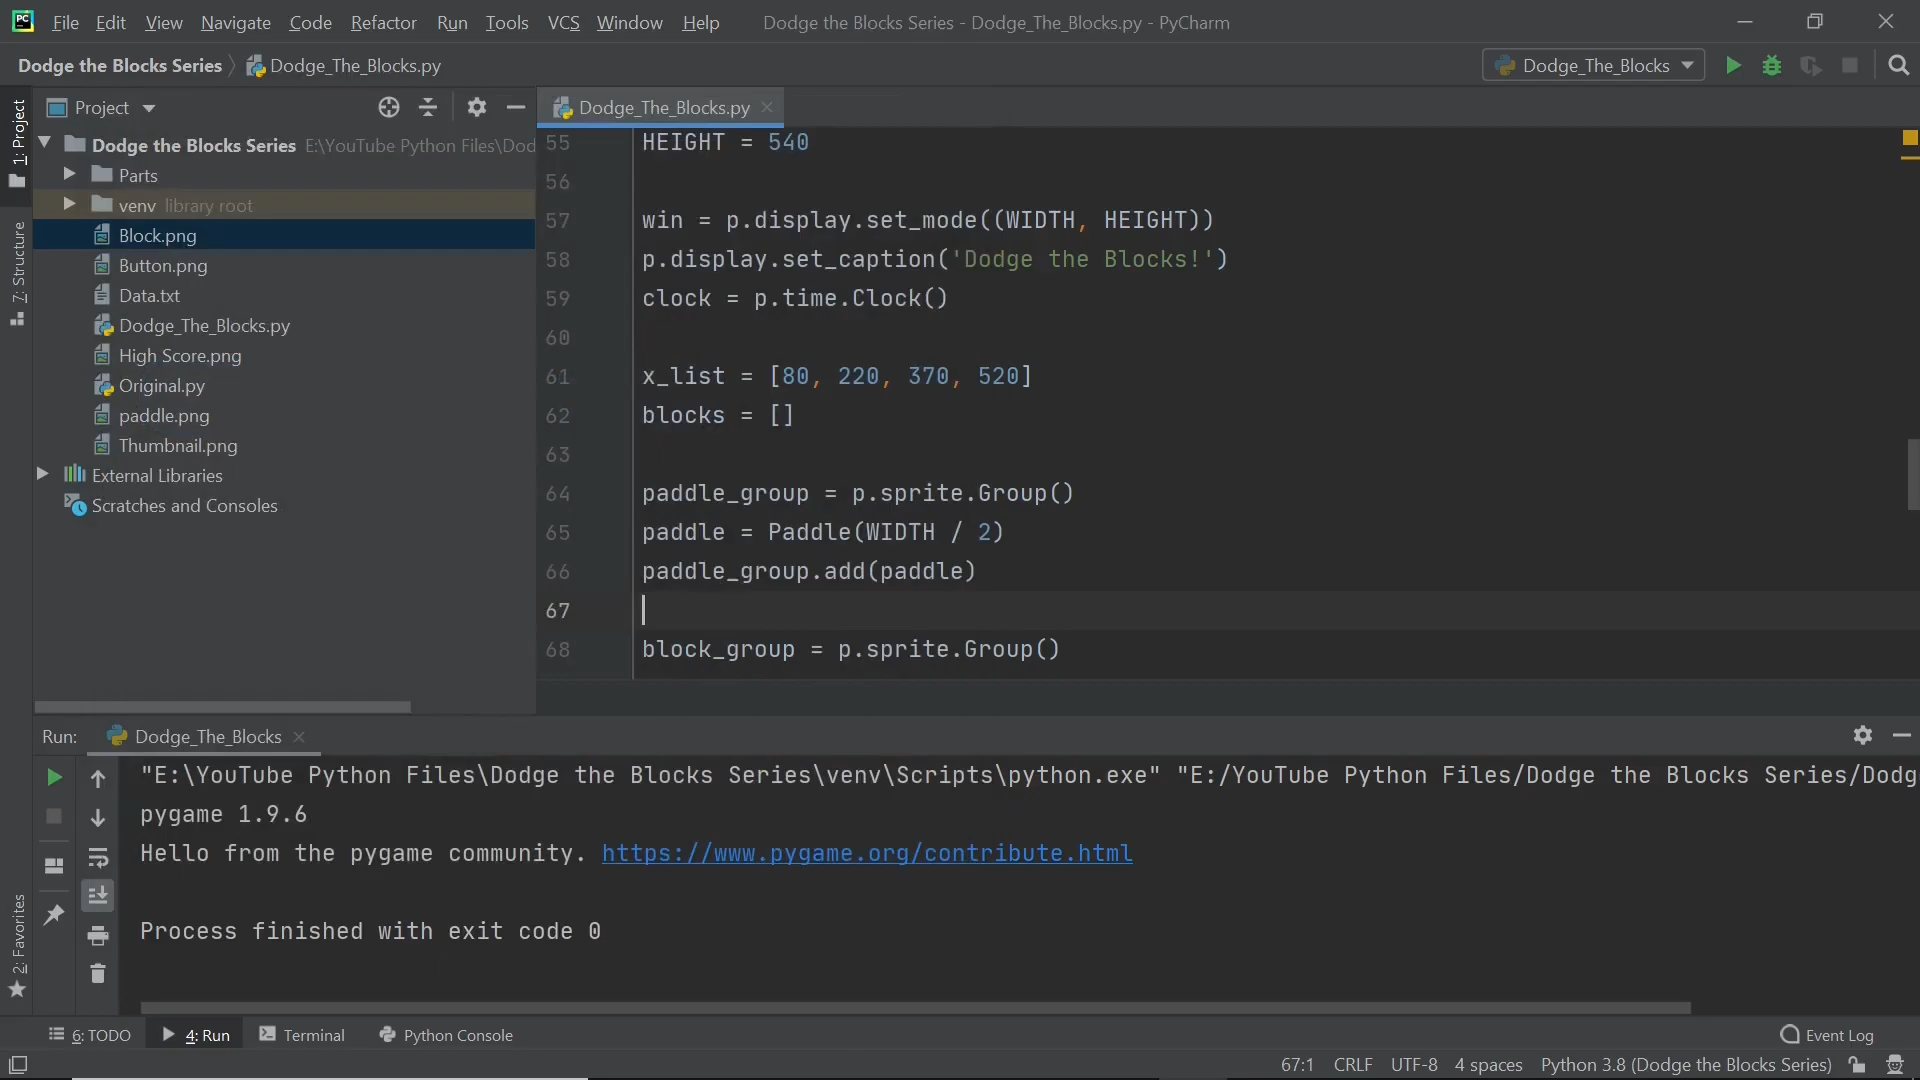 PC File Edit View Navigate Code Refactor Run Tools VCS Window Help Dodge the Blocks Series - Dodge_The_Blocks.py - PyCharm
Dodge the Blocks Series Dodge_The_Blocks.py Dodge_The_Blocks
1: Project
7: Structure
2: Favorites
Project
Dodge the Blocks Series E:\YouTube Python Files\Dod
Parts
venv library root
Block.png
Button.png
Data.txt
Dodge_The_Blocks.py
High Score.png
Original.py
paddle.png
Thumbnail.png
External Libraries
Scratches and Consoles
Dodge_The_Blocks.py
55 HEIGHT = 540
56
57 win = p.display.set_mode((WIDTH, HEIGHT))
58 p.display.set_caption('Dodge the Blocks!')
59 clock = p.time.Clock()
60
61 x_list = [80, 220, 370, 520]
62 blocks = []
63
64 paddle_group = p.sprite.Group()
65 paddle = Paddle(WIDTH / 2)
66 paddle_group.add(paddle)
67
68 block_group = p.sprite.Group()
Run: Dodge_The_Blocks
"E:\YouTube Python Files\Dodge the Blocks Series\venv\Scripts\python.exe" "E:/YouTube Python Files/Dodge the Blocks Series/Dodg
pygame 1.9.6
Hello from the pygame community. https://www.pygame.org/contribute.html
Process finished with exit code 0
6: TODO 4: Run Terminal Python Console Event Log
67:1 CRLF UTF-8 4 spaces Python 3.8 (Dodge the Blocks Series)